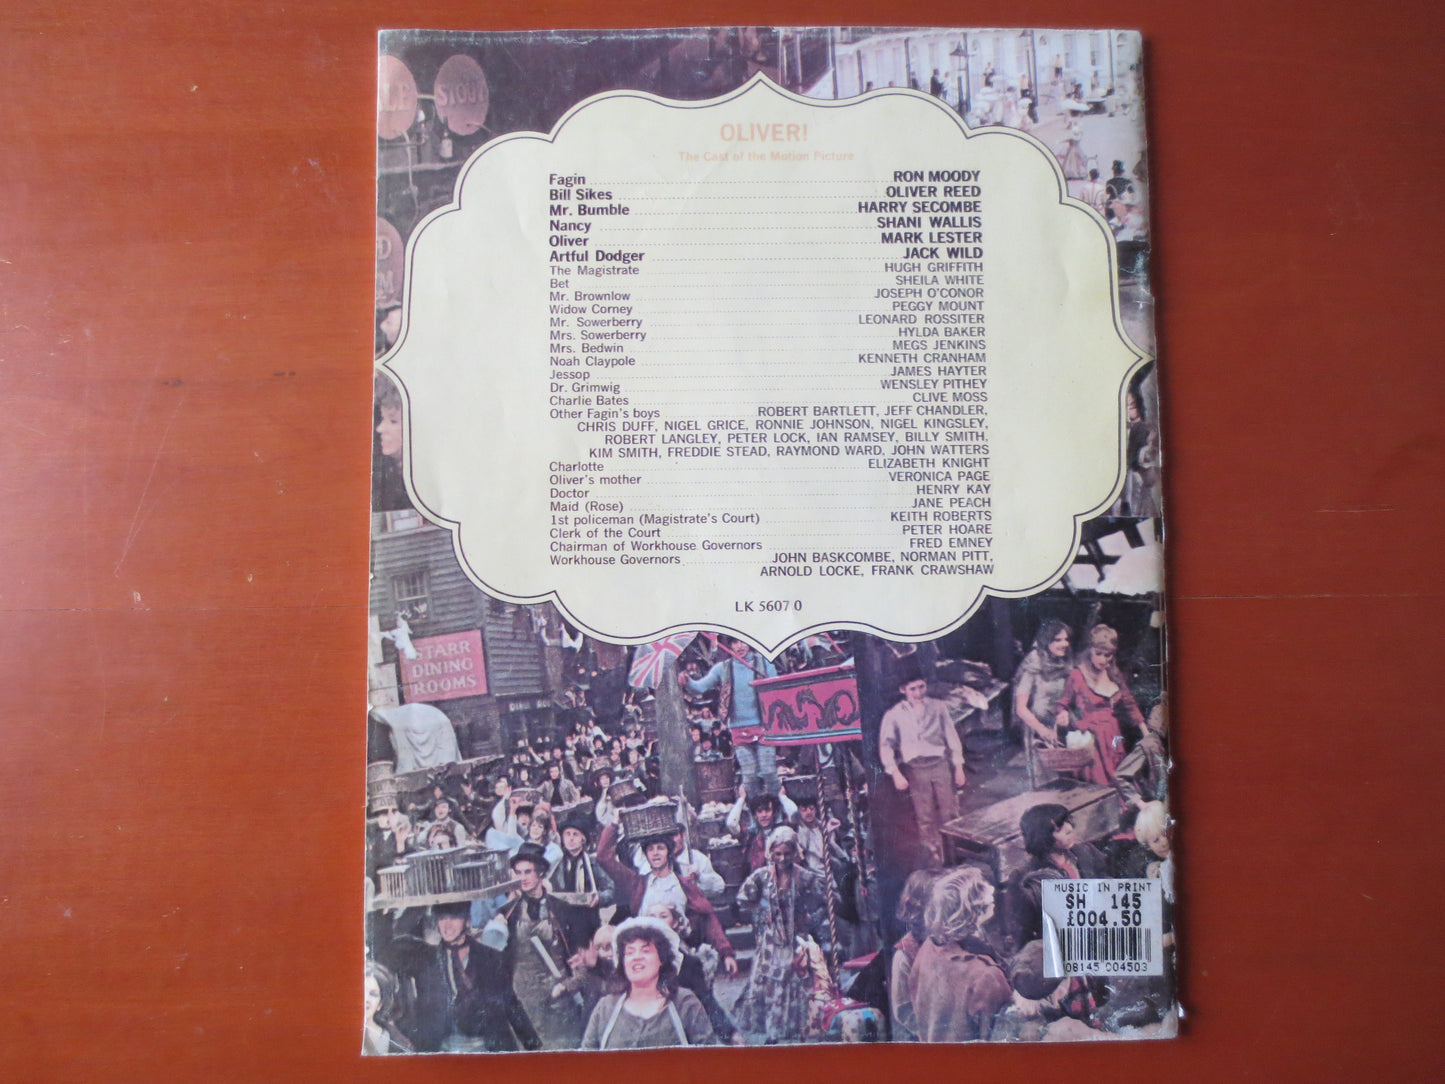 STOUT
OLIVER!
The Cast of the Motion Picture
Fagin RON MOODY
Bill Sikes OLIVER REED
Mr. Bumble HARRY SECOMBE
Nancy SHANI WALLIS
Oliver MARK LESTER
Artful Dodger JACK WILD
The Magistrate HUGH GRIFFITH
Bet SHEILA WHITE
Mr. Brownlow JOSEPH O'CONOR
Widow Corney PEGGY MOUNT
Mr. Sowerberry LEONARD ROSSITER
Mrs. Sowerberry HYLDA BAKER
Mrs. Bedwin MEGS JENKINS
Noah Claypole KENNETH CRANHAM
Jessop JAMES HAYTER
Dr. Grimwig WENSLEY PITHEY
Charlie Bates CLIVE MOSS
Other Fagin's boys ROBERT BARTLETT, JEFF CHANDLER,
CHRIS DUFF, NIGEL GRICE, RONNIE JOHNSON, NIGEL KINGSLEY,
ROBERT LANGLEY, PETER LOCK, IAN RAMSEY, BILLY SMITH,
KIM SMITH, FREDDIE STEAD, RAYMOND WARD, JOHN WATTERS
Charlotte ELIZABETH KNIGHT
Oliver's mother VERONICA PAGE
Doctor HENRY KAY
Maid (Rose) JANE PEACH
1st policeman (Magistrate's Court) KEITH ROBERTS
Clerk of the Court PETER HOARE
Chairman of Workhouse Governors FRED EMNEY
Workhouse Governors JOHN BASKCOMBE, NORMAN PITT,
ARNOLD LOCKE, FRANK CRAWSHAW
LK 5607 0
STARR
DINING
ROOMS
MUSIC IN PRINT
SH 145
£004.50
08145 004503